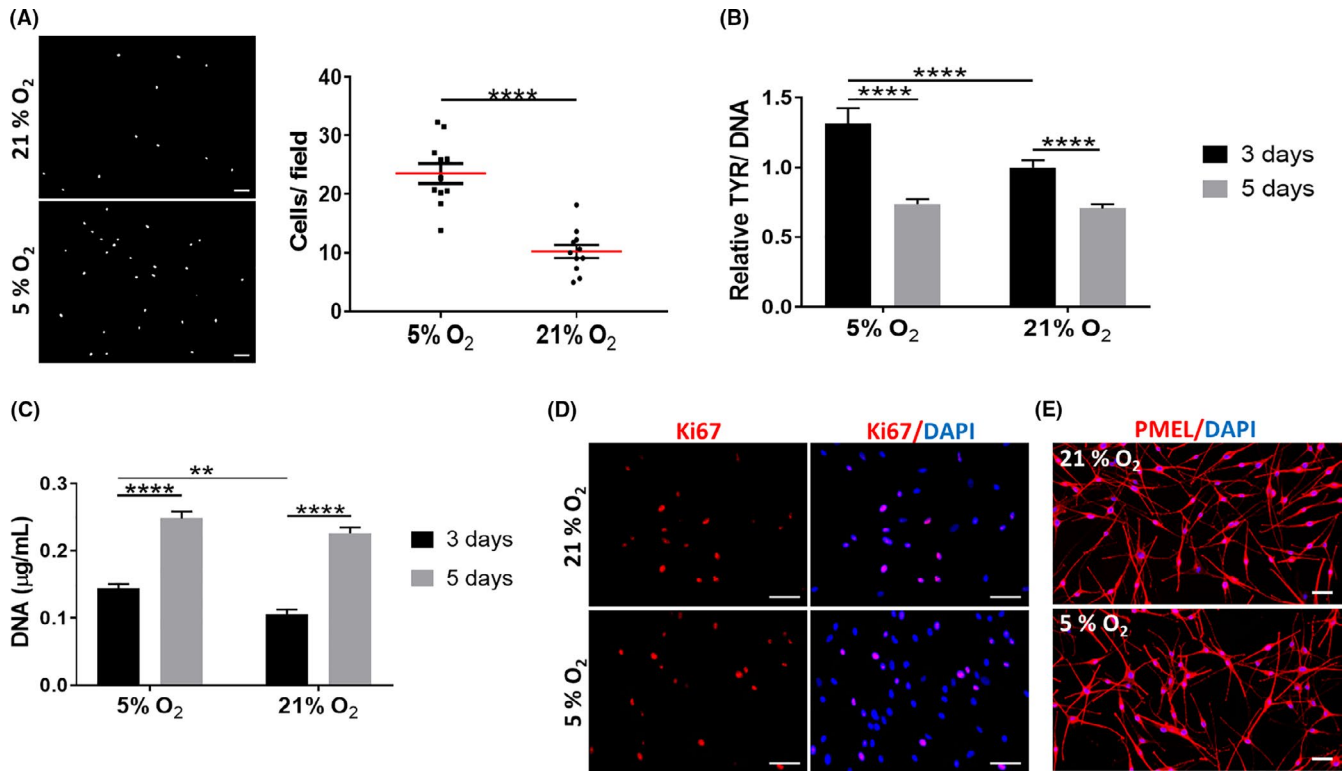 (A)
21 % O₂
5 % O₂
Cells/ field
40
30
20
10
0
****
5% O₂
21% O₂
(B)
Relative TYR/ DNA
1.5
1.0
0.5
0.0
****
****
****
5% O₂
21% O₂
3 days
5 days
(C)
DNA (µg/mL)
0.3
0.2
0.1
0.0
**
****
****
5% O₂
21% O₂
3 days
5 days
(D)
Ki67
Ki67/DAPI
21 % O₂
5 % O₂
(E)
PMEL/DAPI
21 % O₂
5 % O₂